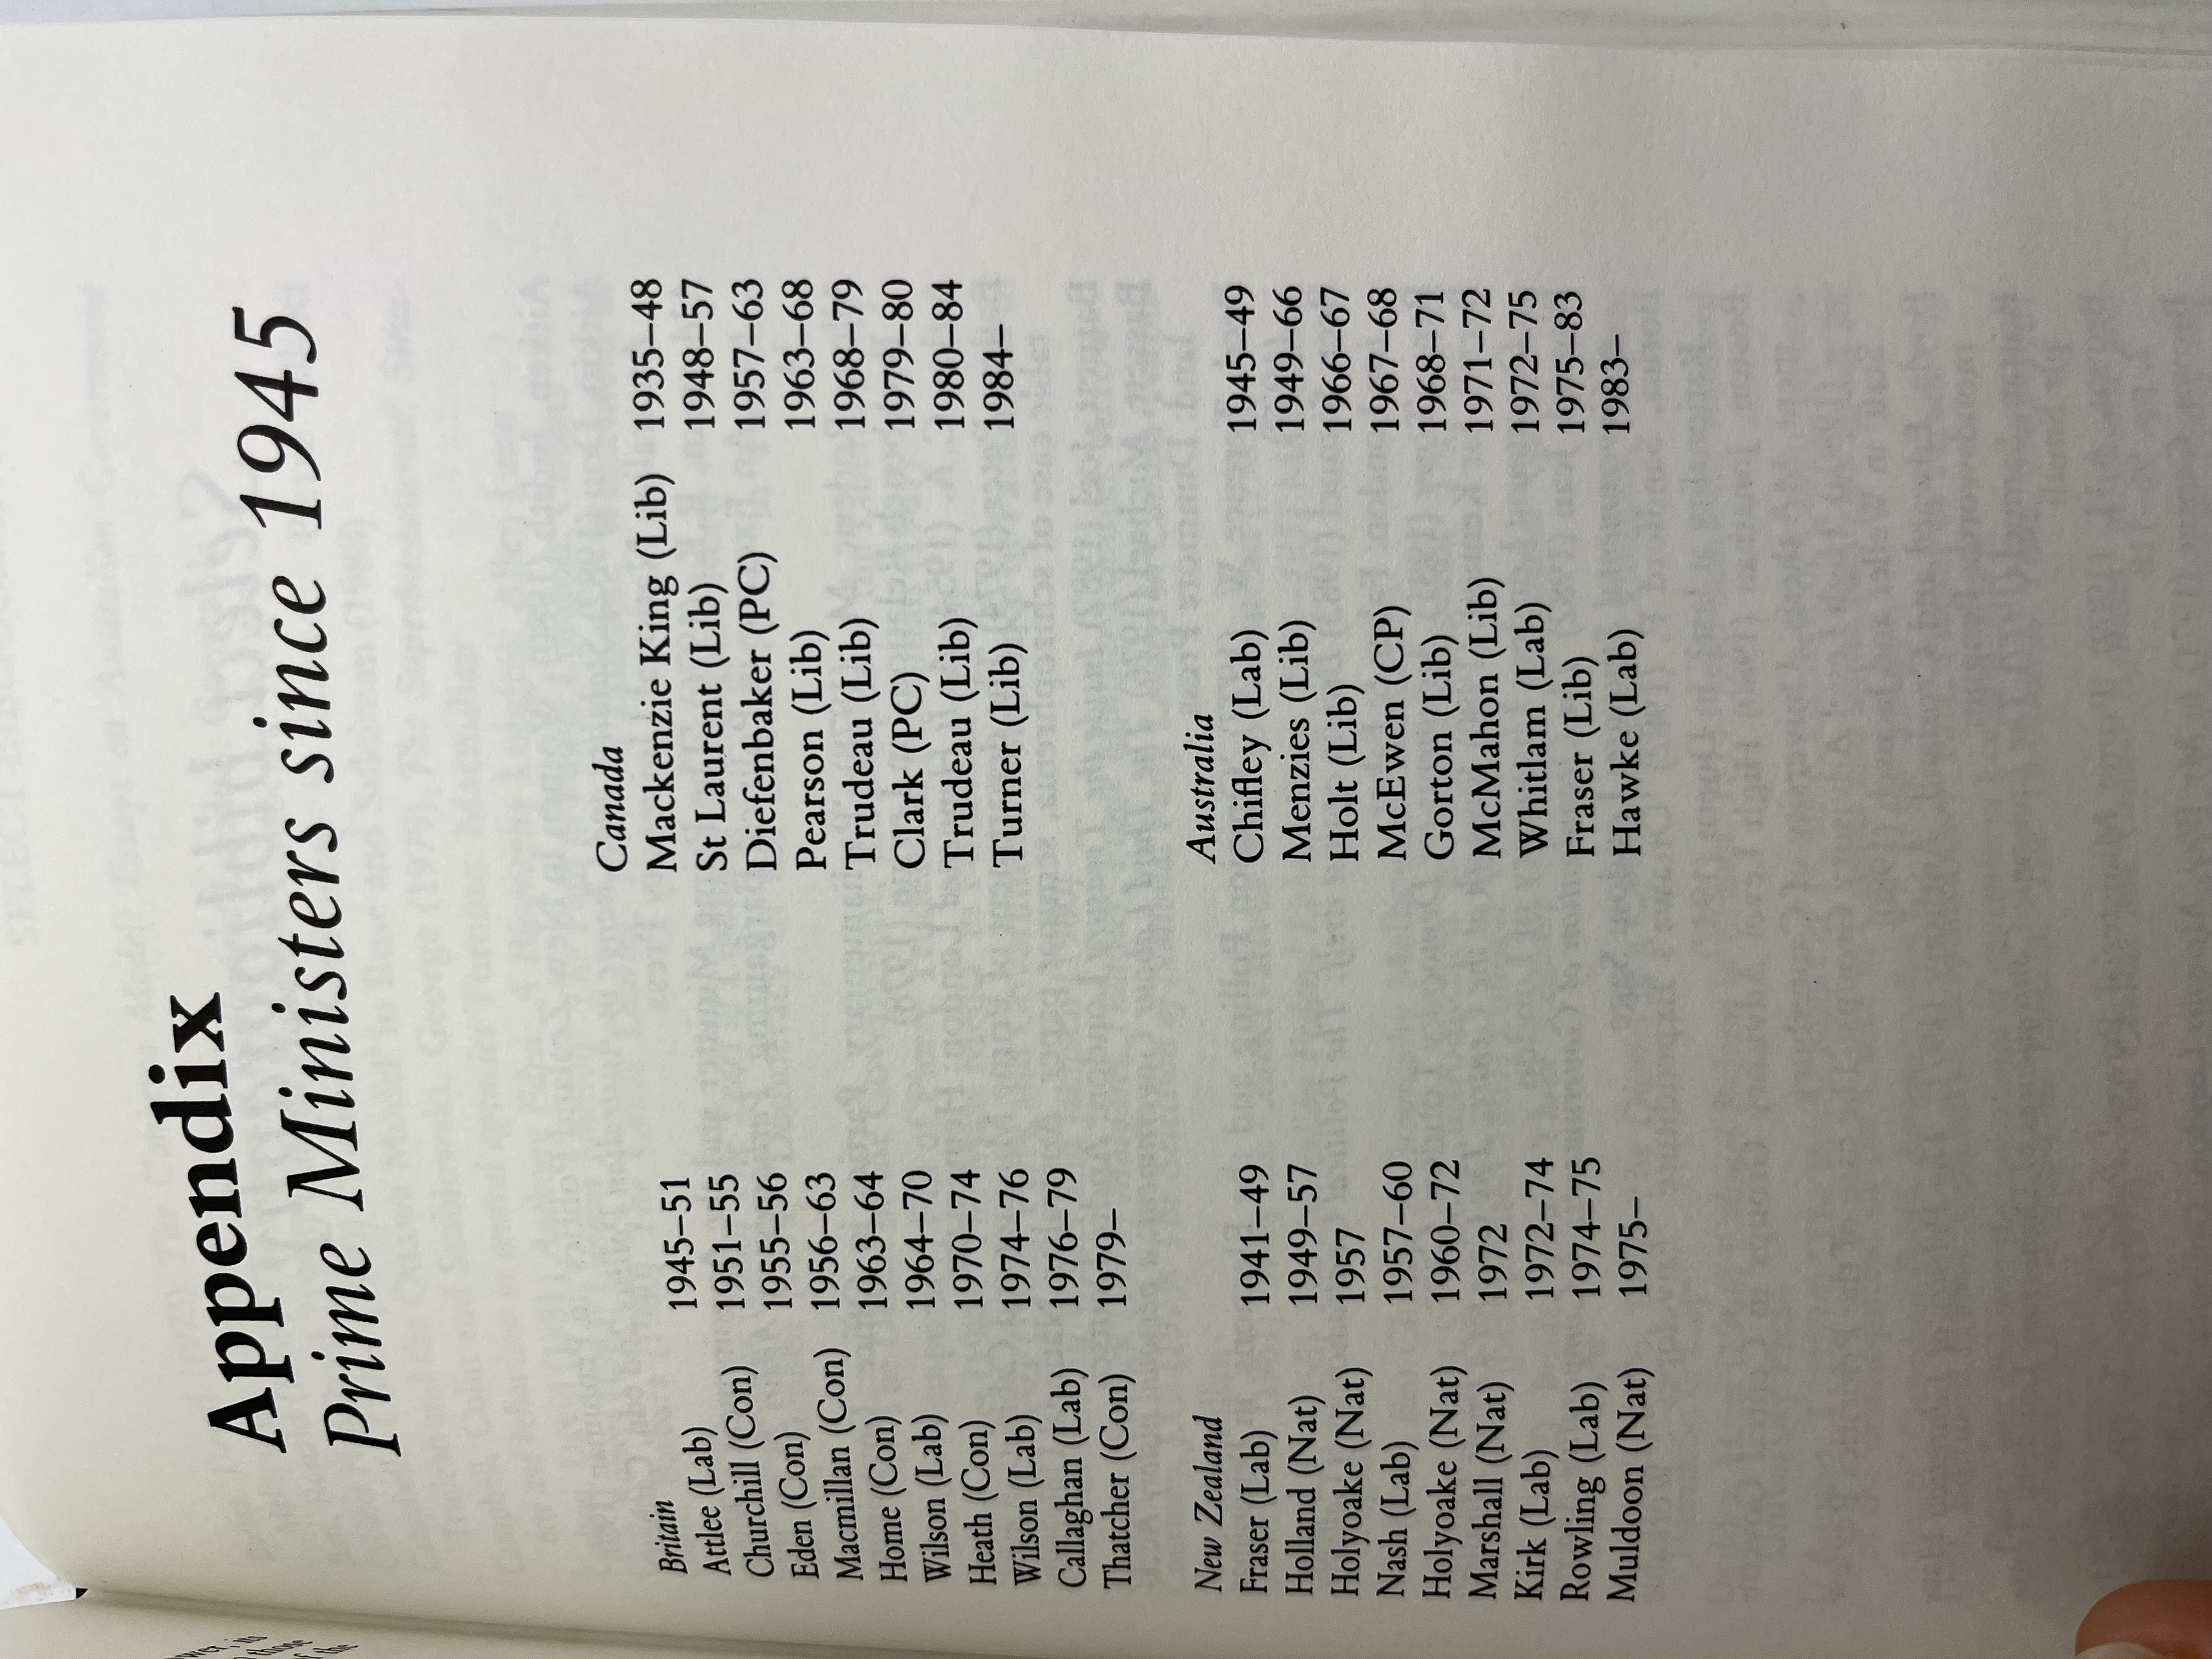 Appendix
Prime Ministers since 1945
Britain
Attlee (Lab) 1945–51
Churchill (Con) 1951–55
Eden (Con) 1955–56
Macmillan (Con) 1956–63
Home (Con) 1963–64
Wilson (Lab) 1964–70
Heath (Con) 1970–74
Wilson (Lab) 1974–76
Callaghan (Lab) 1976–79
Thatcher (Con) 1979–
Canada
Mackenzie King (Lib) 1935–48
St Laurent (Lib) 1948–57
Diefenbaker (PC) 1957–63
Pearson (Lib) 1963–68
Trudeau (Lib) 1968–79
Clark (PC) 1979–80
Trudeau (Lib) 1980–84
Turner (Lib) 1984–
New Zealand
Fraser (Lab) 1941–49
Holland (Nat) 1949–57
Holyoake (Nat) 1957
Nash (Lab) 1957–60
Holyoake (Nat) 1960–72
Marshall (Nat) 1972
Kirk (Lab) 1972–74
Rowling (Lab) 1974–75
Muldoon (Nat) 1975–
Australia
Chifley (Lab) 1945–49
Menzies (Lib) 1949–66
Holt (Lib) 1966–67
McEwen (CP) 1967–68
Gorton (Lib) 1968–71
McMahon (Lib) 1971–72
Whitlam (Lab) 1972–75
Fraser (Lib) 1975–83
Hawke (Lab) 1983–